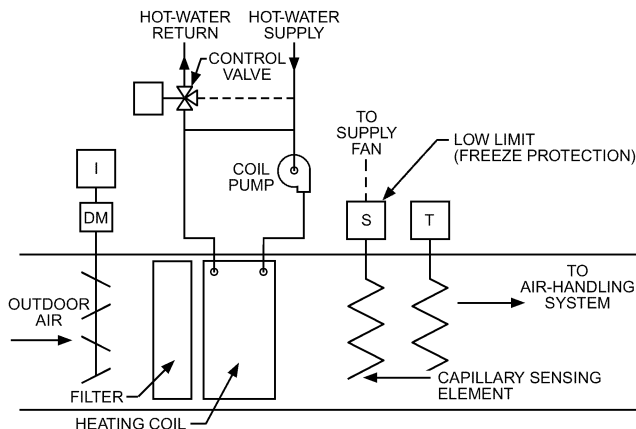 HOT-WATER
RETURN
HOT-WATER
SUPPLY
CONTROL
VALVE
TO
SUPPLY
FAN
LOW LIMIT
(FREEZE PROTECTION)
COIL
PUMP
I
DM
S
T
OUTDOOR
AIR
TO
AIR-HANDLING
SYSTEM
FILTER
CAPILLARY SENSING
ELEMENT
HEATING COIL